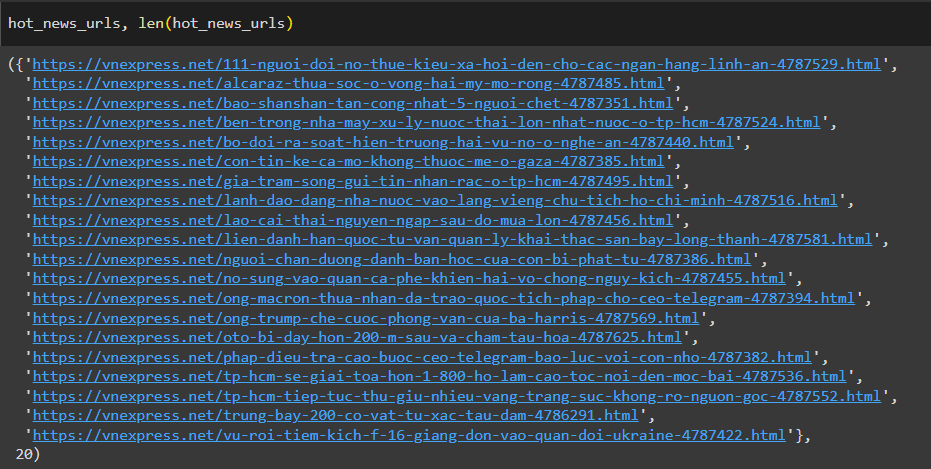 hot_news_urls, len(hot_news_urls)
({'https://vnexpress.net/111-nguoi-doi-no-thue-kieu-xa-hoi-den-cho-cac-ngan-hang-linh-an-4787529.html',
'https://vnexpress.net/alcaraz-thua-soc-o-vong-hai-my-mo-rong-4787485.html',
'https://vnexpress.net/bao-shanshan-tan-cong-nhat-5-nguoi-chet-4787351.html',
'https://vnexpress.net/ben-trong-nha-may-xu-ly-nuoc-thai-lon-nhat-nuoc-o-tp-hcm-4787524.html',
'https://vnexpress.net/bo-doi-ra-soat-hien-truong-hai-vu-no-o-nghe-an-4787440.html',
'https://vnexpress.net/con-tin-ke-ca-mo-khong-thuoc-me-o-gaza-4787385.html',
'https://vnexpress.net/gia-tram-song-gui-tin-nhan-rac-o-tp-hcm-4787495.html',
'https://vnexpress.net/lanh-dao-dang-nha-nuoc-vao-lang-vieng-chu-tich-ho-chi-minh-4787516.html',
'https://vnexpress.net/lao-cai-thai-nguyen-ngap-sau-do-mua-lon-4787456.html',
'https://vnexpress.net/lien-danh-han-quoc-tu-van-quan-ly-khai-thac-san-bay-long-thanh-4787581.html',
'https://vnexpress.net/nguoi-chan-duong-danh-ban-hoc-cua-con-bi-phat-tu-4787386.html',
'https://vnexpress.net/no-sung-vao-quan-ca-phe-khien-hai-vo-chong-nguy-kich-4787455.html',
'https://vnexpress.net/ong-macron-thua-nhan-da-trao-quoc-tich-phap-cho-ceo-telegram-4787394.html',
'https://vnexpress.net/ong-trump-che-cuoc-phong-van-cua-ba-harris-4787569.html',
'https://vnexpress.net/oto-bi-day-hon-200-m-sau-va-cham-tau-hoa-4787625.html',
'https://vnexpress.net/phap-dieu-tra-cao-buoc-ceo-telegram-bao-luc-voi-con-nho-4787382.html',
'https://vnexpress.net/tp-hcm-se-giai-toa-hon-1-800-ho-lam-cao-toc-noi-den-moc-bai-4787536.html',
'https://vnexpress.net/tp-hcm-tiep-tuc-thu-giu-nhieu-vang-trang-suc-khong-ro-nguon-goc-4787552.html',
'https://vnexpress.net/trung-bay-200-co-vat-tu-xac-tau-dam-4786291.html',
'https://vnexpress.net/vu-roi-tiem-kich-f-16-giang-don-vao-quan-doi-ukraine-4787422.html'},
20)